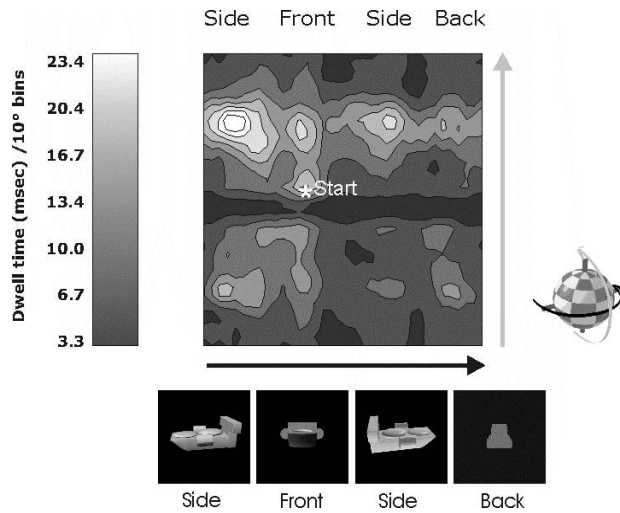 Side Front Side Back
Dwell time (msec) /10° bins
23.4
20.4
16.7
13.4
10.0
6.7
3.3
Start
Side Front Side Back